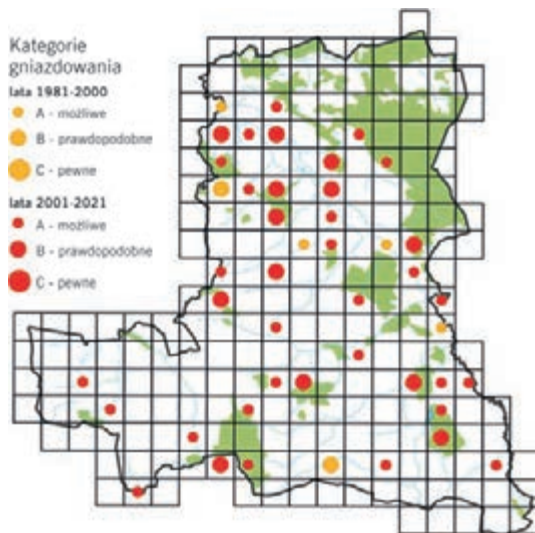 Kategorie
gniazdowania
lata 1981-2000
A - możliwe
B - prawdopodobne
C - pewne
lata 2001-2021
A - możliwe
B - prawdopodobne
C - pewne